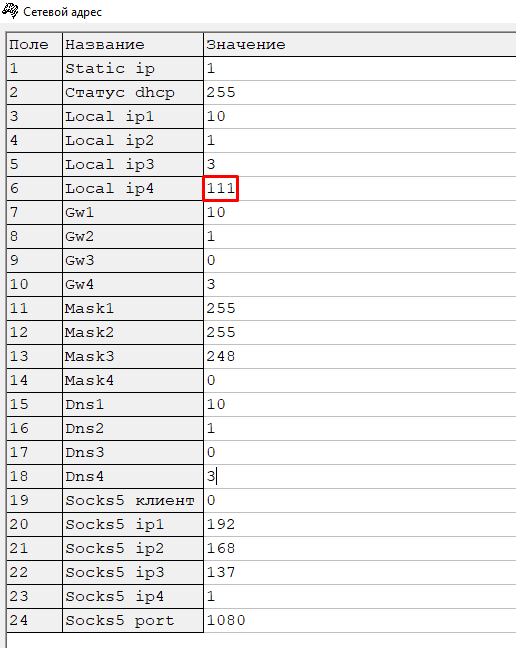 Сетевой адрес
Поле Название Значение
1 Static ip 1
2 Статус dhcp 255
3 Local ip1 10
4 Local ip2 1
5 Local ip3 3
6 Local ip4 111
7 Gw1 10
8 Gw2 1
9 Gw3 0
10 Gw4 3
11 Mask1 255
12 Mask2 255
13 Mask3 248
14 Mask4 0
15 Dns1 10
16 Dns2 1
17 Dns3 0
18 Dns4 3
19 Socks5 клиент 0
20 Socks5 ip1 192
21 Socks5 ip2 168
22 Socks5 ip3 137
23 Socks5 ip4 1
24 Socks5 port 1080